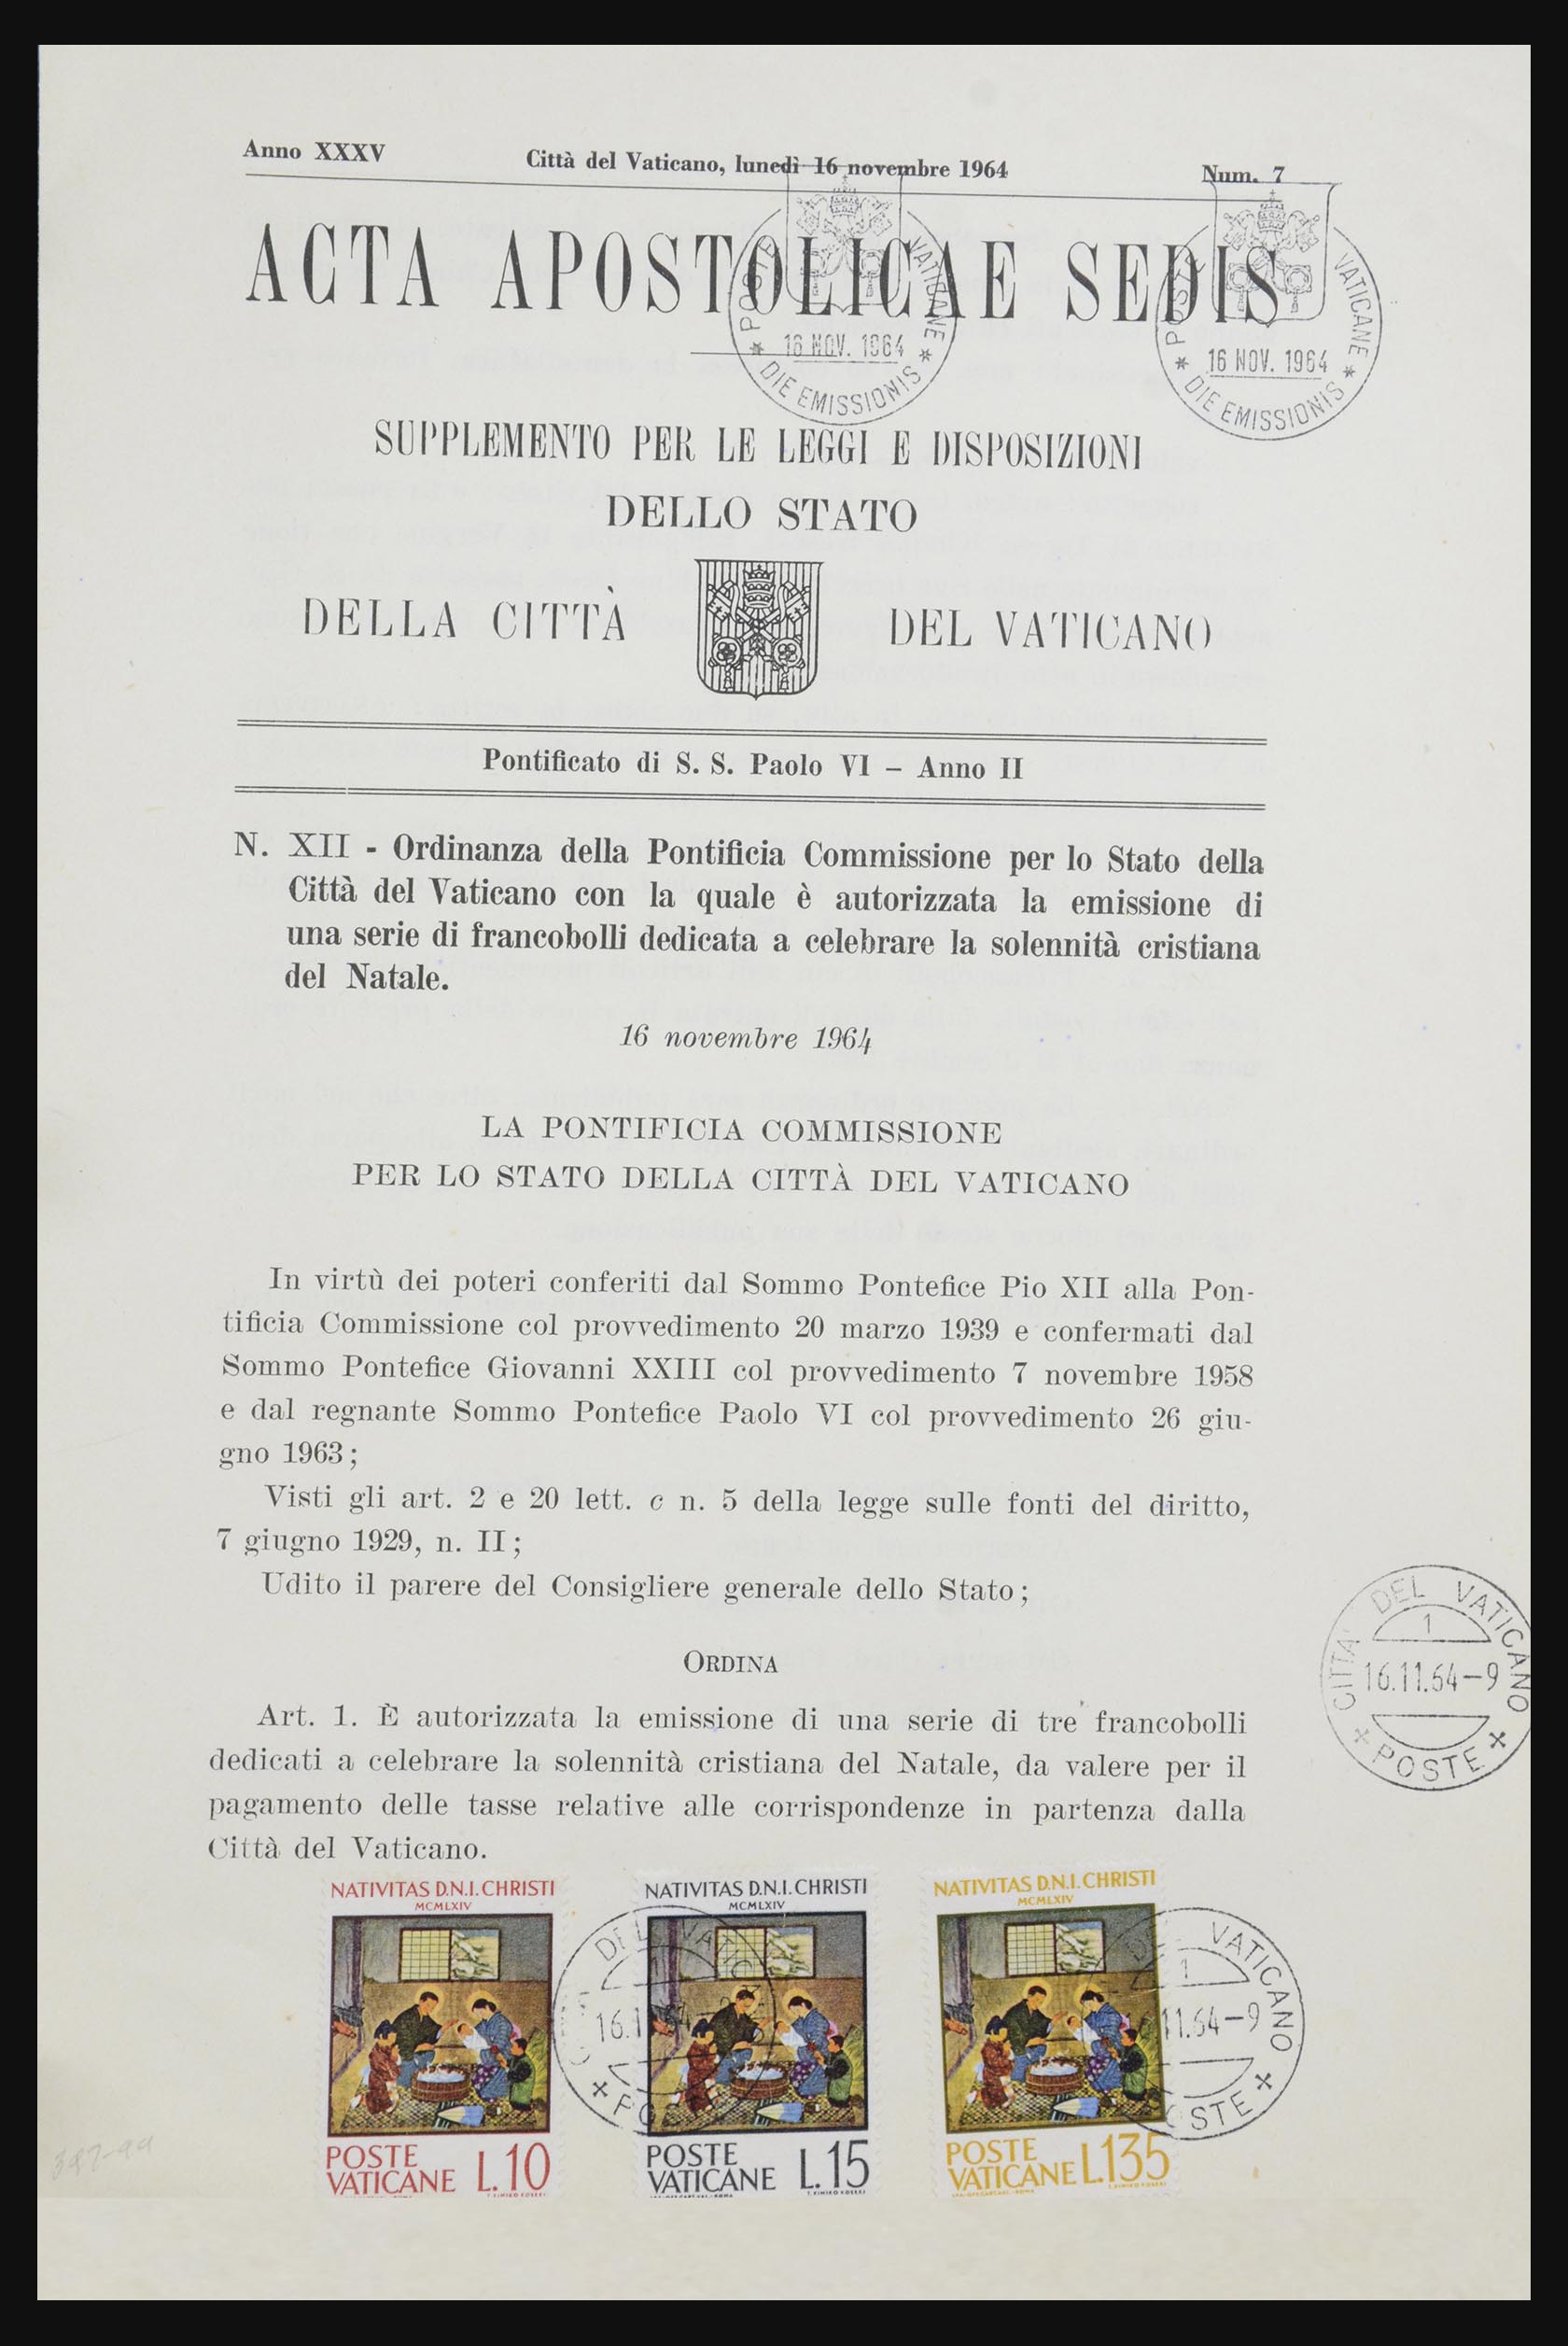 Anno XXXV Città del Vaticano, lunedì 16 novembre 1964 Num. 7
ACTA APOSTOLICAE SEDIS
POSTE VATICANE
16 NOV. 1964
* DIE EMISSIONIS *
POSTE VATICANE
16 NOV. 1964
* DIE EMISSIONIS *
SUPPLEMENTO PER LE LEGGI E DISPOSIZIONI
DELLO STATO
DELLA CITTÀ DEL VATICANO
Pontificato di S. S. Paolo VI – Anno II
N. XII - Ordinanza della Pontificia Commissione per lo Stato della
Città del Vaticano con la quale è autorizzata la emissione di
una serie di francobolli dedicata a celebrare la solennità cristiana
del Natale.
16 novembre 1964
LA PONTIFICIA COMMISSIONE
PER LO STATO DELLA CITTÀ DEL VATICANO
In virtù dei poteri conferiti dal Sommo Pontefice Pio XII alla Pon-
tificia Commissione col provvedimento 20 marzo 1939 e confermati dal
Sommo Pontefice Giovanni XXIII col provvedimento 7 novembre 1958
e dal regnante Sommo Pontefice Paolo VI col provvedimento 26 giu-
gno 1963;
Visti gli art. 2 e 20 lett. c n. 5 della legge sulle fonti del diritto,
7 giugno 1929, n. II;
Udito il parere del Consigliere generale dello Stato;
ORDINA
CITTA' DEL VATICANO
1
16.11.64-9
POSTE
Art. 1. È autorizzata la emissione di una serie di tre francobolli
dedicati a celebrare la solennità cristiana del Natale, da valere per il
pagamento delle tasse relative alle corrispondenze in partenza dalla
Città del Vaticano.
NATIVITAS D.N.I. CHRISTI
MCMLXIV
POSTE
VATICANE L.10
NATIVITAS D.N.I. CHRISTI
MCMLXIV
POSTE
VATICANE L.15
NATIVITAS D.N.I. CHRISTI
MCMLXIV
POSTE
VATICANE L.135
VATICANO
1
11.64-9
STE